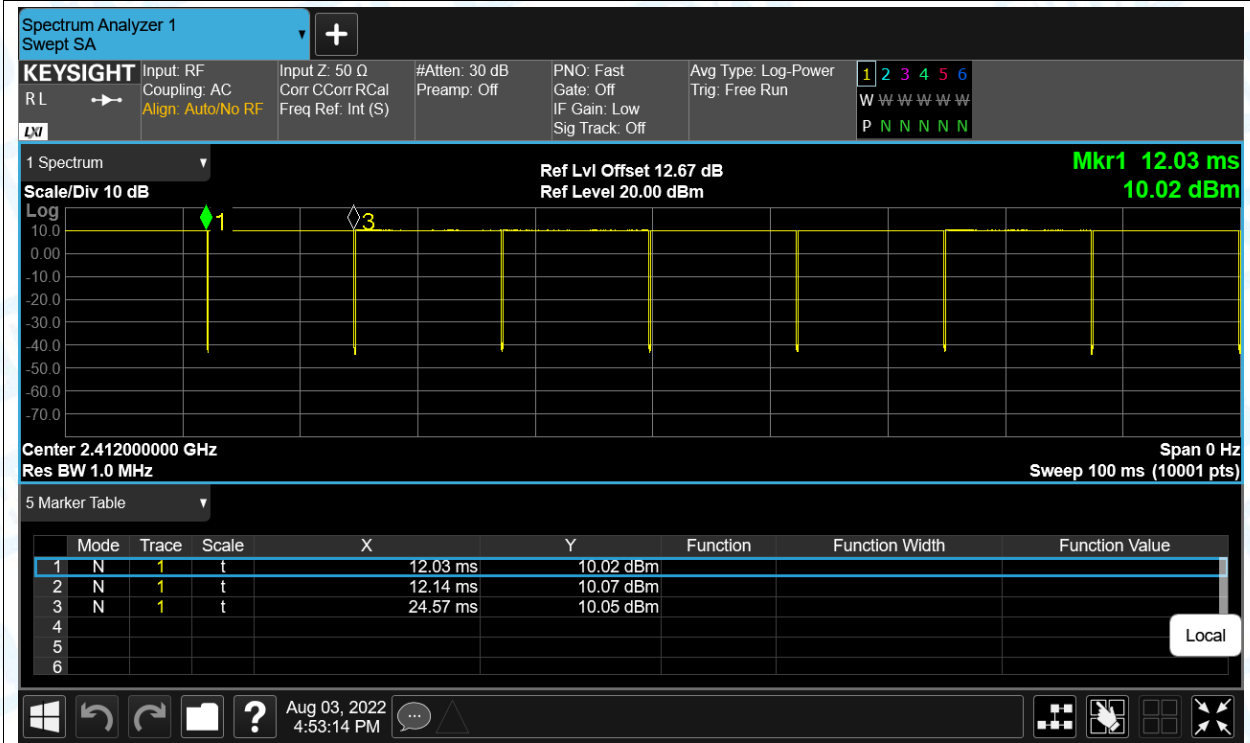 Spectrum Analyzer 1
Swept SA
+
KEYSIGHT
R L
LXI
Input: RF
Coupling: AC
Align: Auto/No RF
Input Z: 50 Ω
Corr CCorr RCal
Freq Ref: Int (S)
#Atten: 30 dB
Preamp: Off
PNO: Fast
Gate: Off
IF Gain: Low
Sig Track: Off
Avg Type: Log-Power
Trig: Free Run
1 2 3 4 5 6
W W W W W W
P N N N N N
1 Spectrum
Scale/Div 10 dB
Ref Lvl Offset 12.67 dB
Ref Level 20.00 dBm
Mkr1 12.03 ms
10.02 dBm
Log
1
3
10.0
0.00
-10.0
-20.0
-30.0
-40.0
-50.0
-60.0
-70.0
Center 2.412000000 GHz
Span 0 Hz
Res BW 1.0 MHz
Sweep 100 ms (10001 pts)
5 Marker Table
Mode Trace Scale X Y Function Function Width Function Value
1 N 1 t 12.03 ms 10.02 dBm
2 N 1 t 12.14 ms 10.07 dBm
3 N 1 t 24.57 ms 10.05 dBm
4
5
6
Local
?
Aug 03, 2022
4:53:14 PM